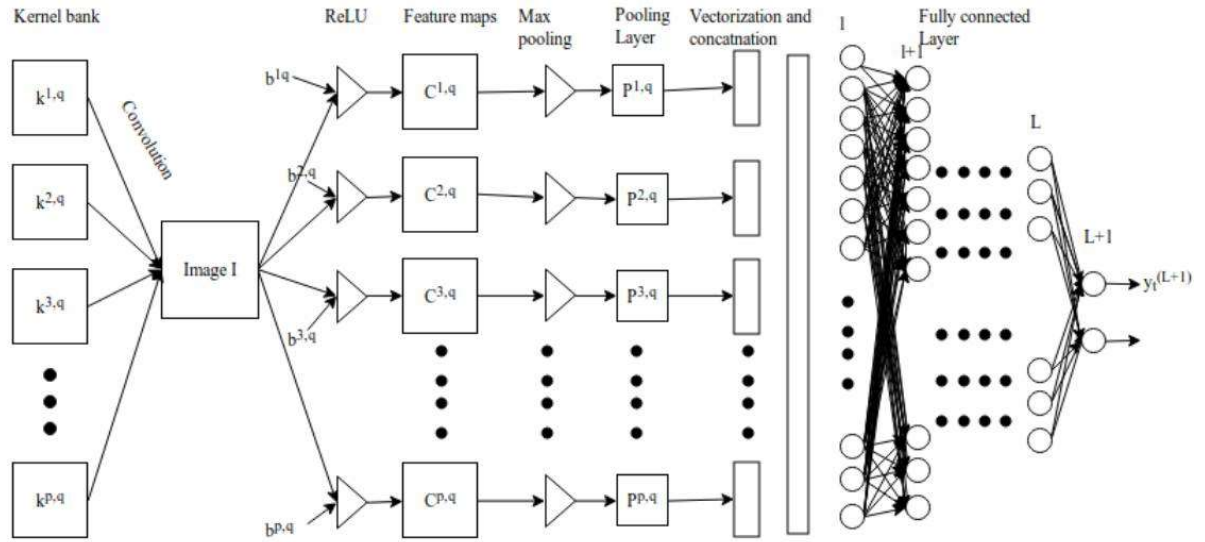 Kernel bank
ReLU
Feature maps
Max
pooling
Pooling
Layer
Vectorization and
concatnation
l
l+1
Fully connected
Layer
k1,q
Convolution
b1q
C1,q
P1,q
k2,q
b2,q
C2,q
P2,q
L
Image I
L+1
k3,q
b3,q
C3,q
P3,q
yt(L+1)
kp,q
bp,q
Cp,q
Pp,q